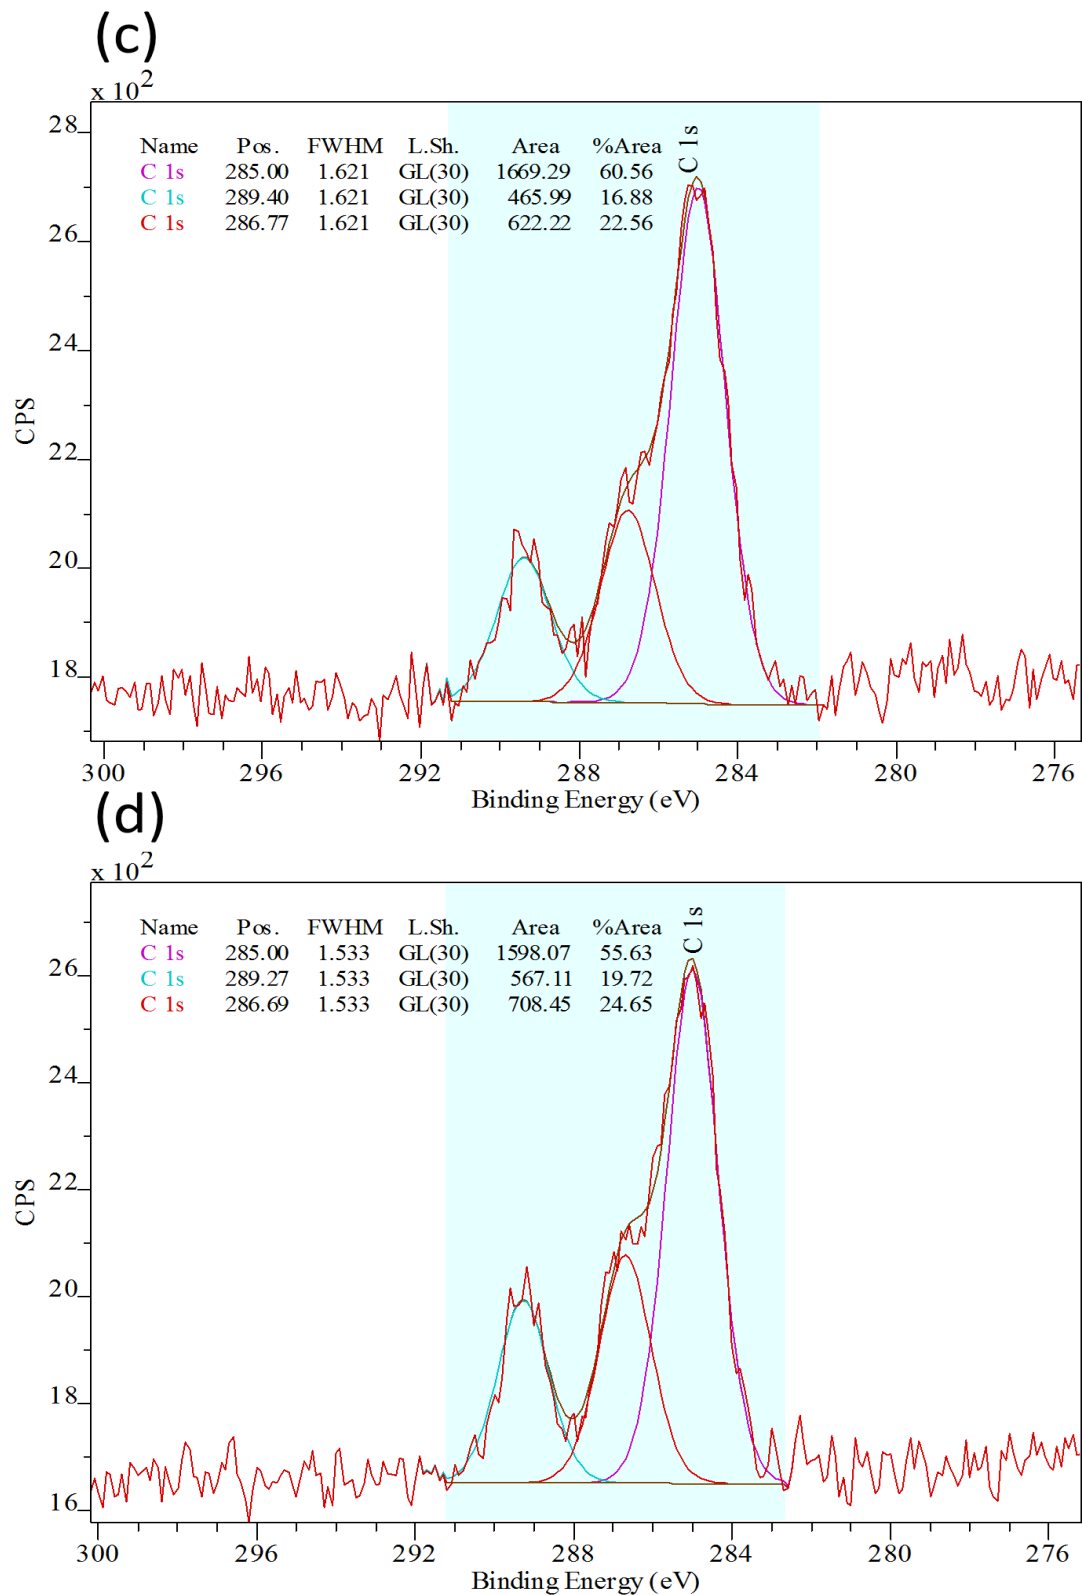 (c)
x 10²
Name Pos. FWHM L.Sh. Area %Area
C 1s 285.00 1.621 GL(30) 1669.29 60.56
C 1s 289.40 1.621 GL(30) 465.99 16.88
C 1s 286.77 1.621 GL(30) 622.22 22.56
C 1s
28
26
24
22
20
18
CPS
300 296 292 288 284 280 276
Binding Energy (eV)
(d)
x 10²
Name Pos. FWHM L.Sh. Area %Area
C 1s 285.00 1.533 GL(30) 1598.07 55.63
C 1s 289.27 1.533 GL(30) 567.11 19.72
C 1s 286.69 1.533 GL(30) 708.45 24.65
C 1s
26
24
22
20
18
16
CPS
300 296 292 288 284 280 276
Binding Energy (eV)